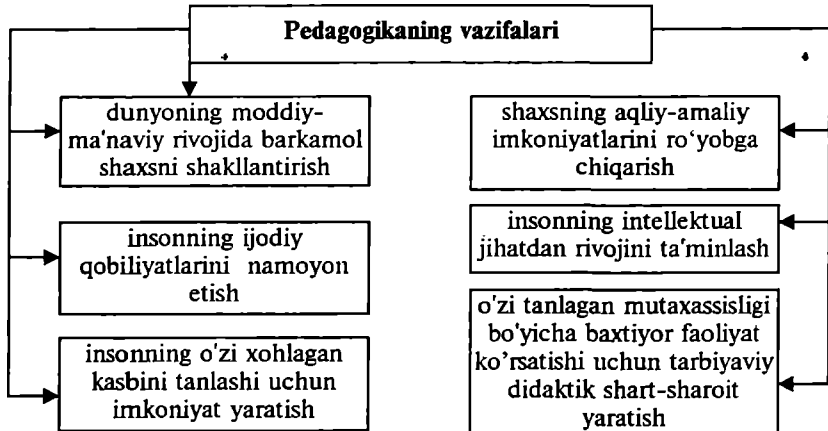 Pedagogikaning vazifalari
dunyoning moddiy-
ma'naviy rivojida barkamol
shaxsni shakllantirish
insonning ijodiy
qobiliyatlarini namoyon
etish
insonning o'zi xohlagan
kasbini tanlashi uchun
imkoniyat yaratish
shaxsning aqliy-amaliy
imkoniyatlarini ro‘yobga
chiqarish
insonning intellektual
jihatdan rivojini ta'minlash
o'zi tanlagan mutaxassisligi
bo'yicha baxtiyor faoliyat
ko’rsatishi uchun tarbiyaviy
didaktik shart-sharoit
yaratish